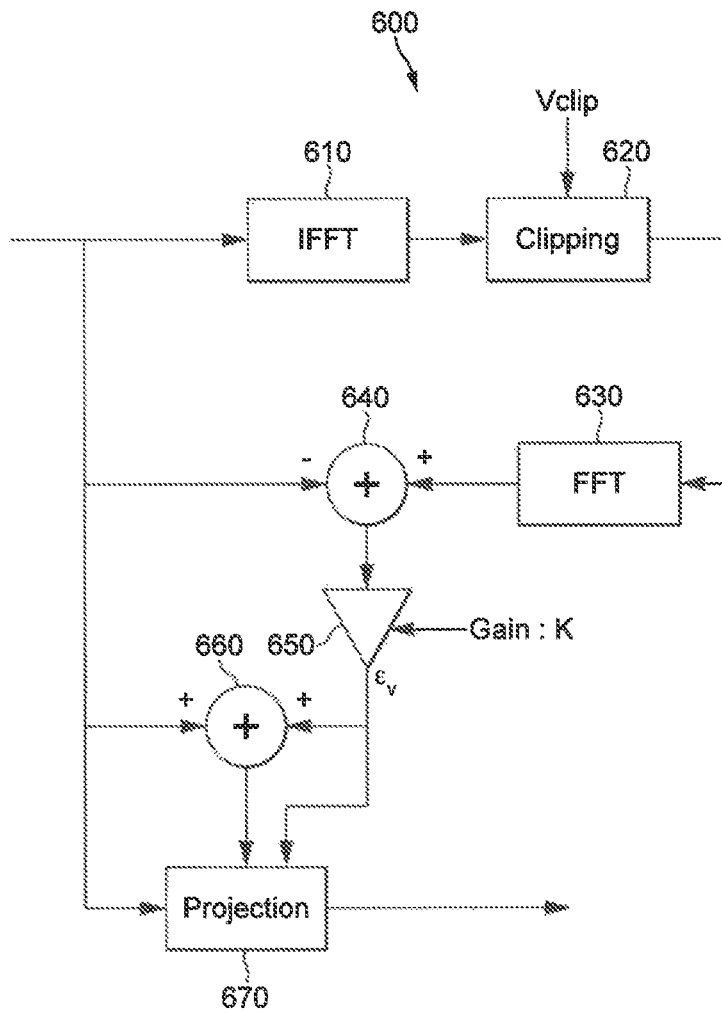 600
Vclip
610
620
IFFT
Clipping
640
630
-
+
+
FFT
650
Gain : K
660
εv
+
+
+
Projection
670